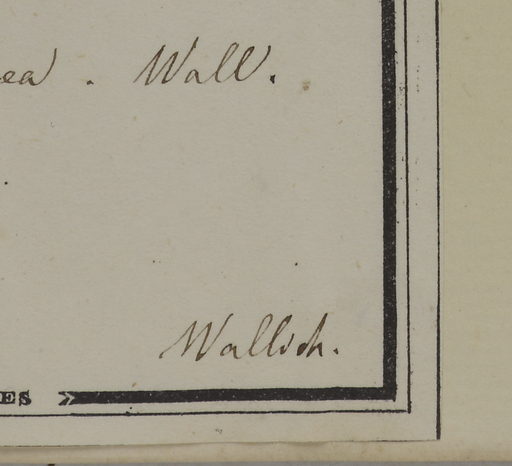 ea . Wall.
Wallich.
ES